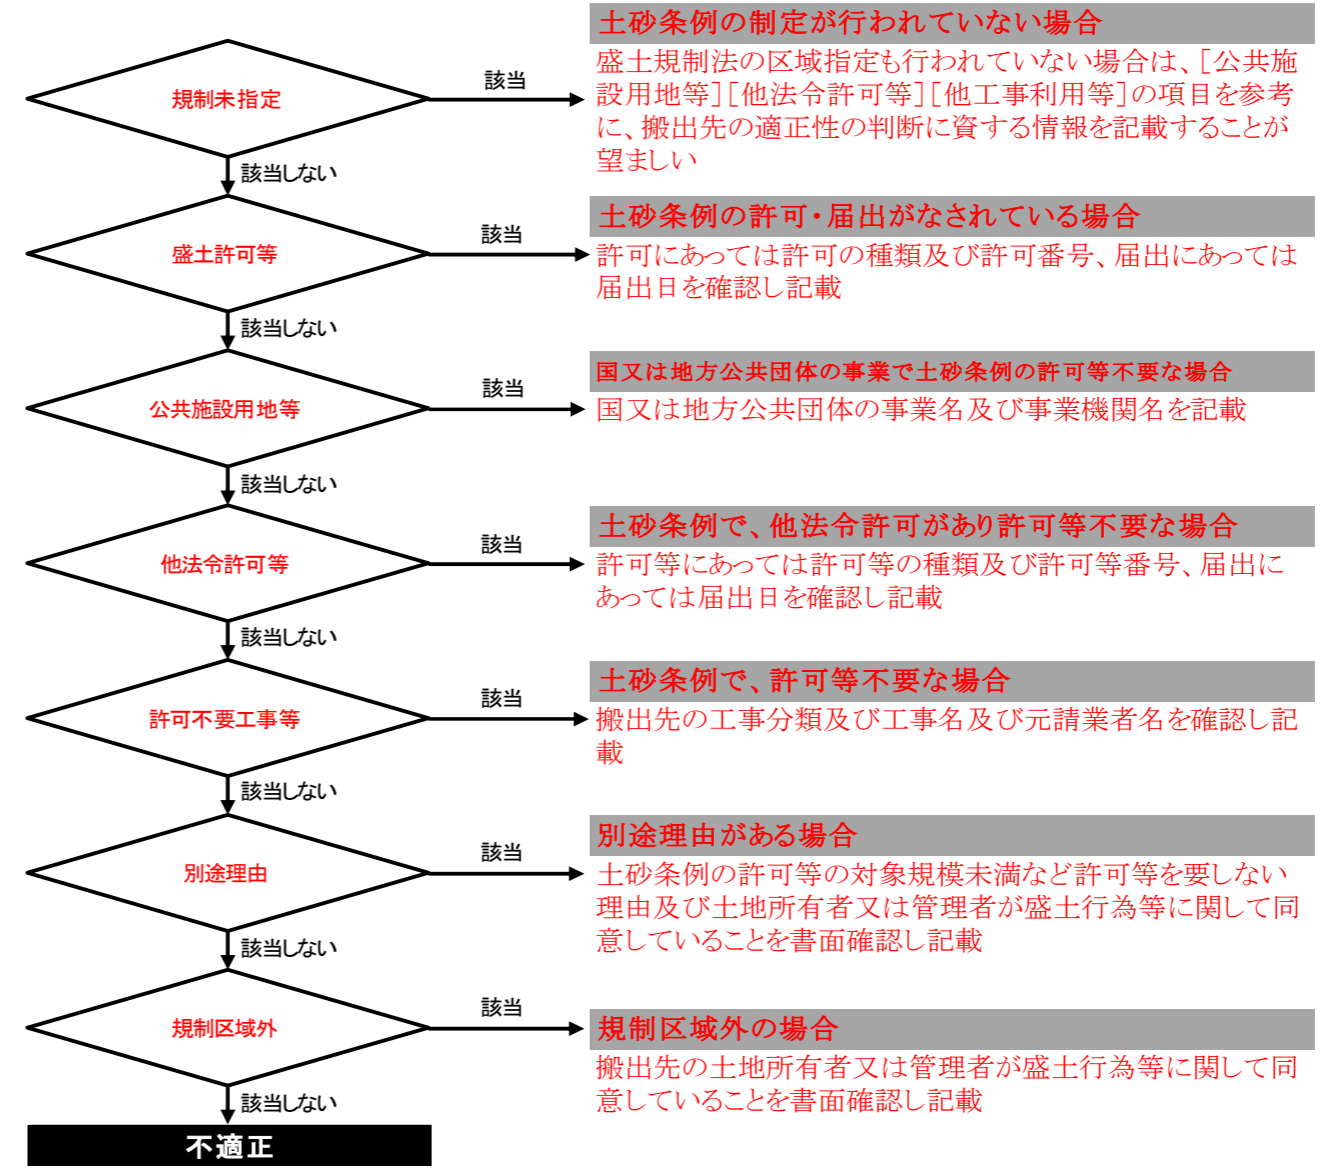 土砂条例の制定が行われていない場合
規制未指定
該当
盛土規制法の区域指定も行われていない場合は、[公共施
設用地等][他法令許可等][他工事利用等]の項目を参考
に、搬出先の適正性の判断に資する情報を記載することが
望ましい
該当しない
土砂条例の許可・届出がなされている場合
盛土許可等
該当
許可にあっては許可の種類及び許可番号、届出にあっては
届出日を確認し記載
該当しない
国又は地方公共団体の事業で土砂条例の許可等不要な場合
公共施設用地等
該当
国又は地方公共団体の事業名及び事業機関名を記載
該当しない
土砂条例で、他法令許可があり許可等不要な場合
他法令許可等
該当
許可等にあっては許可等の種類及び許可等番号、届出に
あっては届出日を確認し記載
該当しない
土砂条例で、許可等不要な場合
許可不要工事等
該当
搬出先の工事分類及び工事名及び元請業者名を確認し記
載
該当しない
別途理由がある場合
別途理由
該当
土砂条例の許可等の対象規模未満など許可等を要しない
理由及び土地所有者又は管理者が盛土行為等に関して同
意していることを書面確認し記載
該当しない
規制区域外の場合
規制区域外
該当
搬出先の土地所有者又は管理者が盛土行為等に関して同
意していることを書面確認し記載
該当しない
不適正